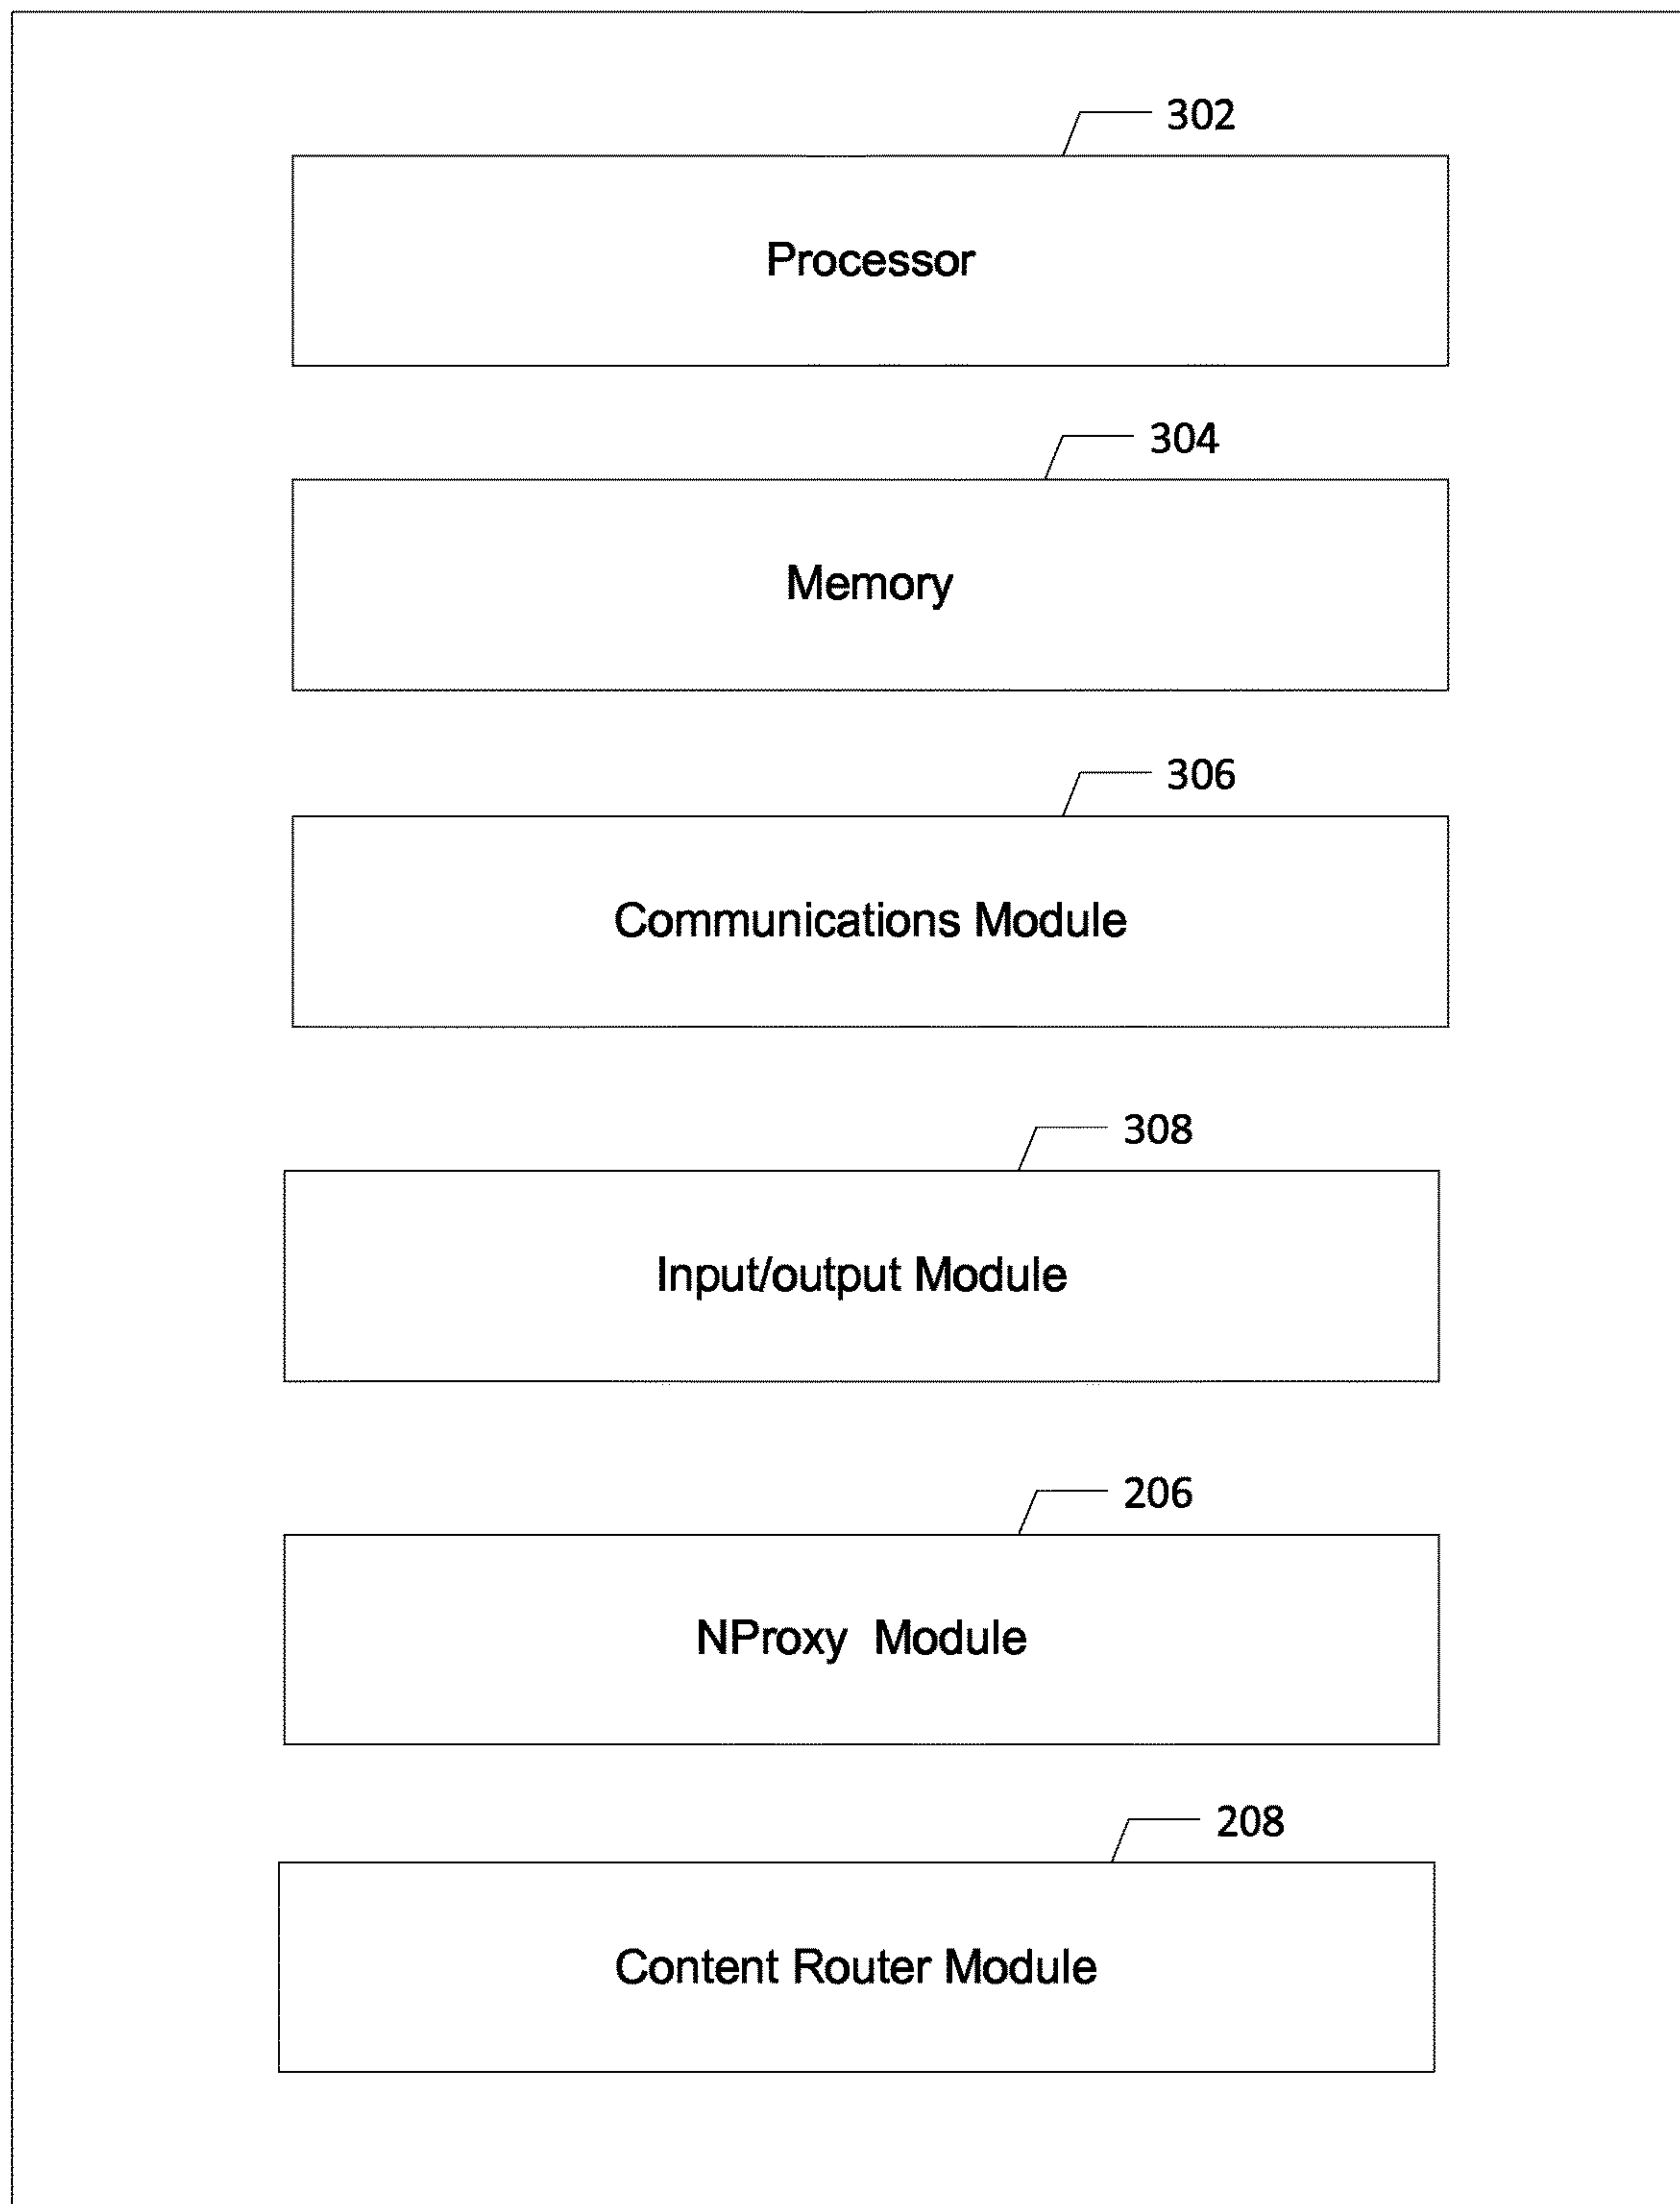 302
Processor
304
Memory
306
Communications Module
308
Input/output Module
206
NProxy  Module
208
Content Router Module